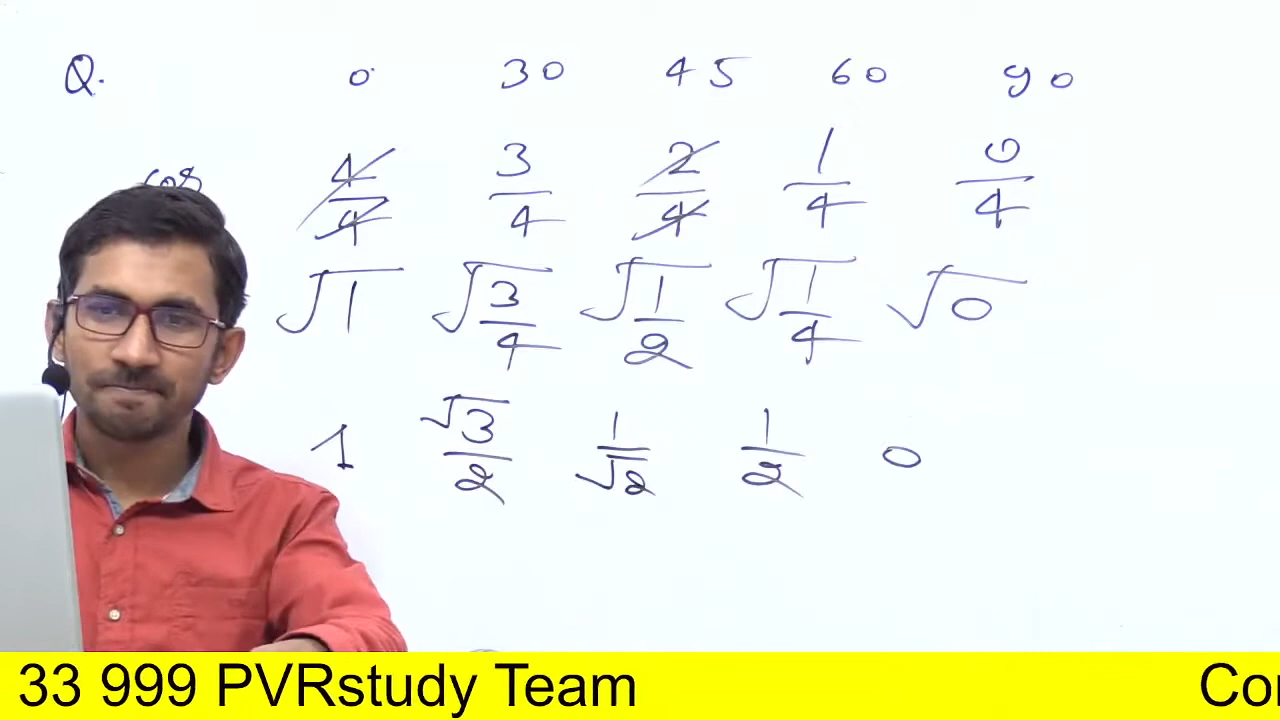 Q. 0 30 45 60 90
cos 4/4 3/4 2/4 1/4 0/4
√1 √3/4 √1/2 √1/4 √0
1 √3/2 1/√2 1/2 0
33 999 PVRstudy Team Con